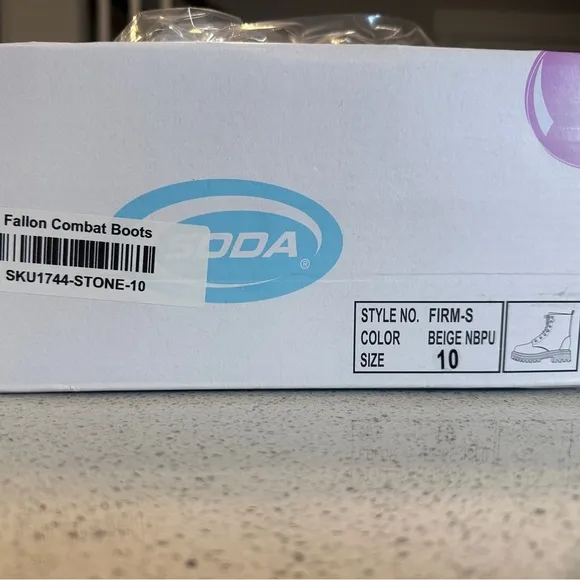 Fallon Combat Boots
SKU1744-STONE-10
SODA®
STYLE NO. FIRM-S
COLOR BEIGE NBPU
SIZE 10